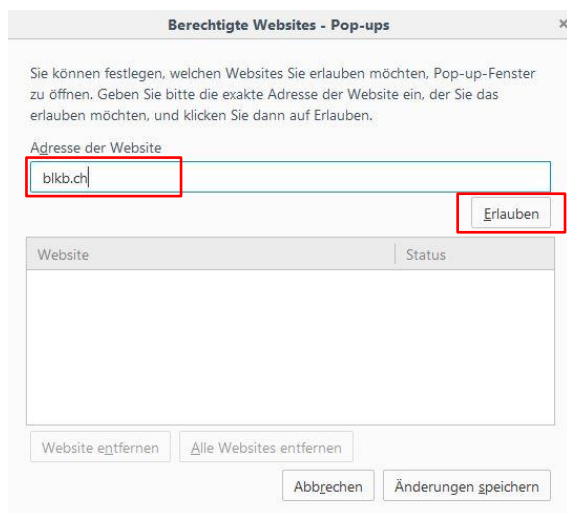 Berechtigte Websites - Pop-ups
Sie können festlegen, welchen Websites Sie erlauben möchten, Pop-up-Fenster
zu öffnen. Geben Sie bitte die exakte Adresse der Website ein, der Sie das
erlauben möchten, und klicken Sie dann auf Erlauben.
Adresse der Website
blkb.ch
Erlauben
Website Status
Website entfernen Alle Websites entfernen
Abbrechen Änderungen speichern